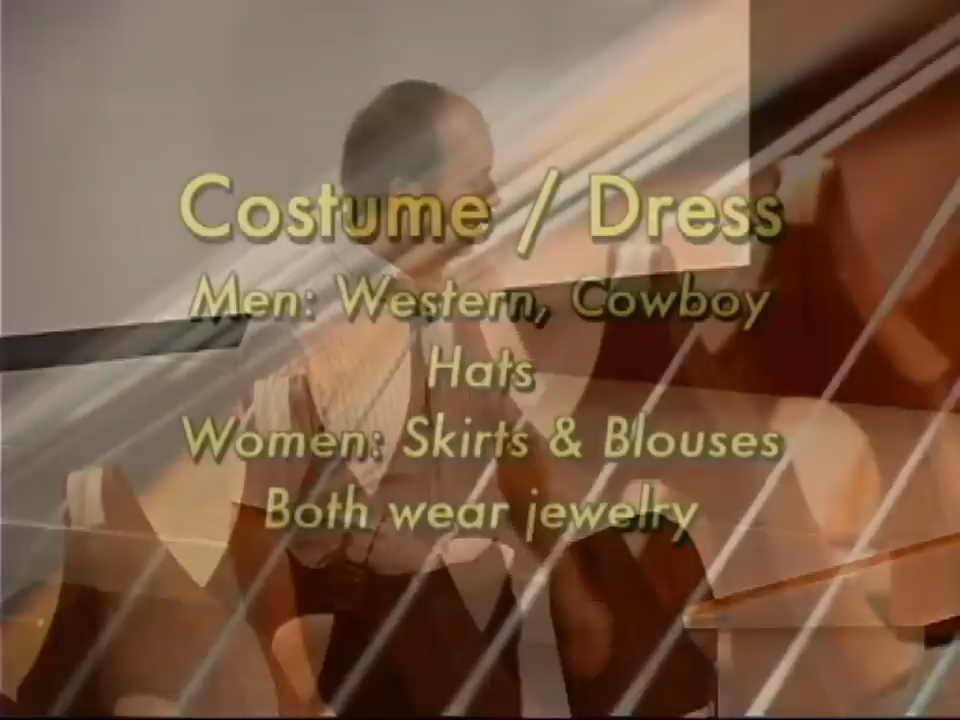 Costume / Dress
Men: Western, Cowboy
Hats
Women: Skirts & Blouses
Both wear jewelry